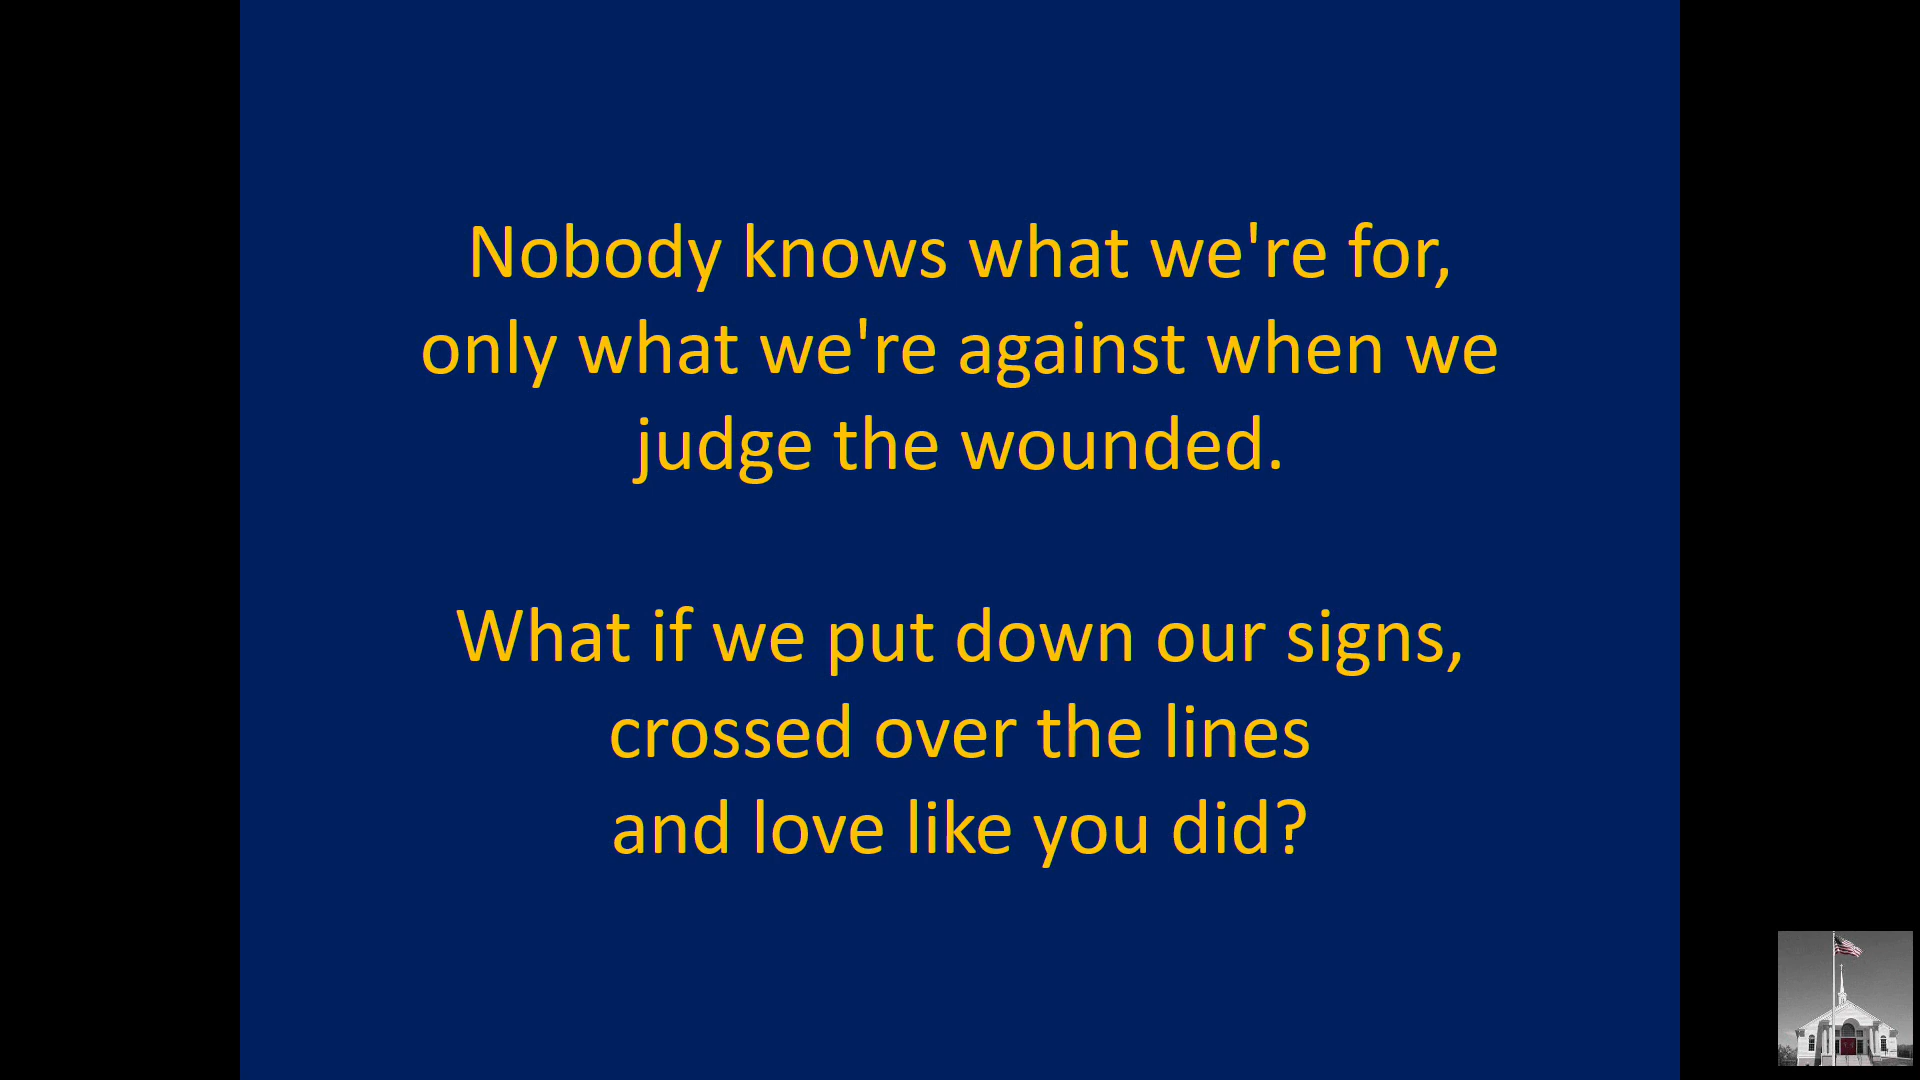 Nobody knows what we're for,
only what we're against when we
judge the wounded.
What if we put down our signs,
crossed over the lines
and love like you did?